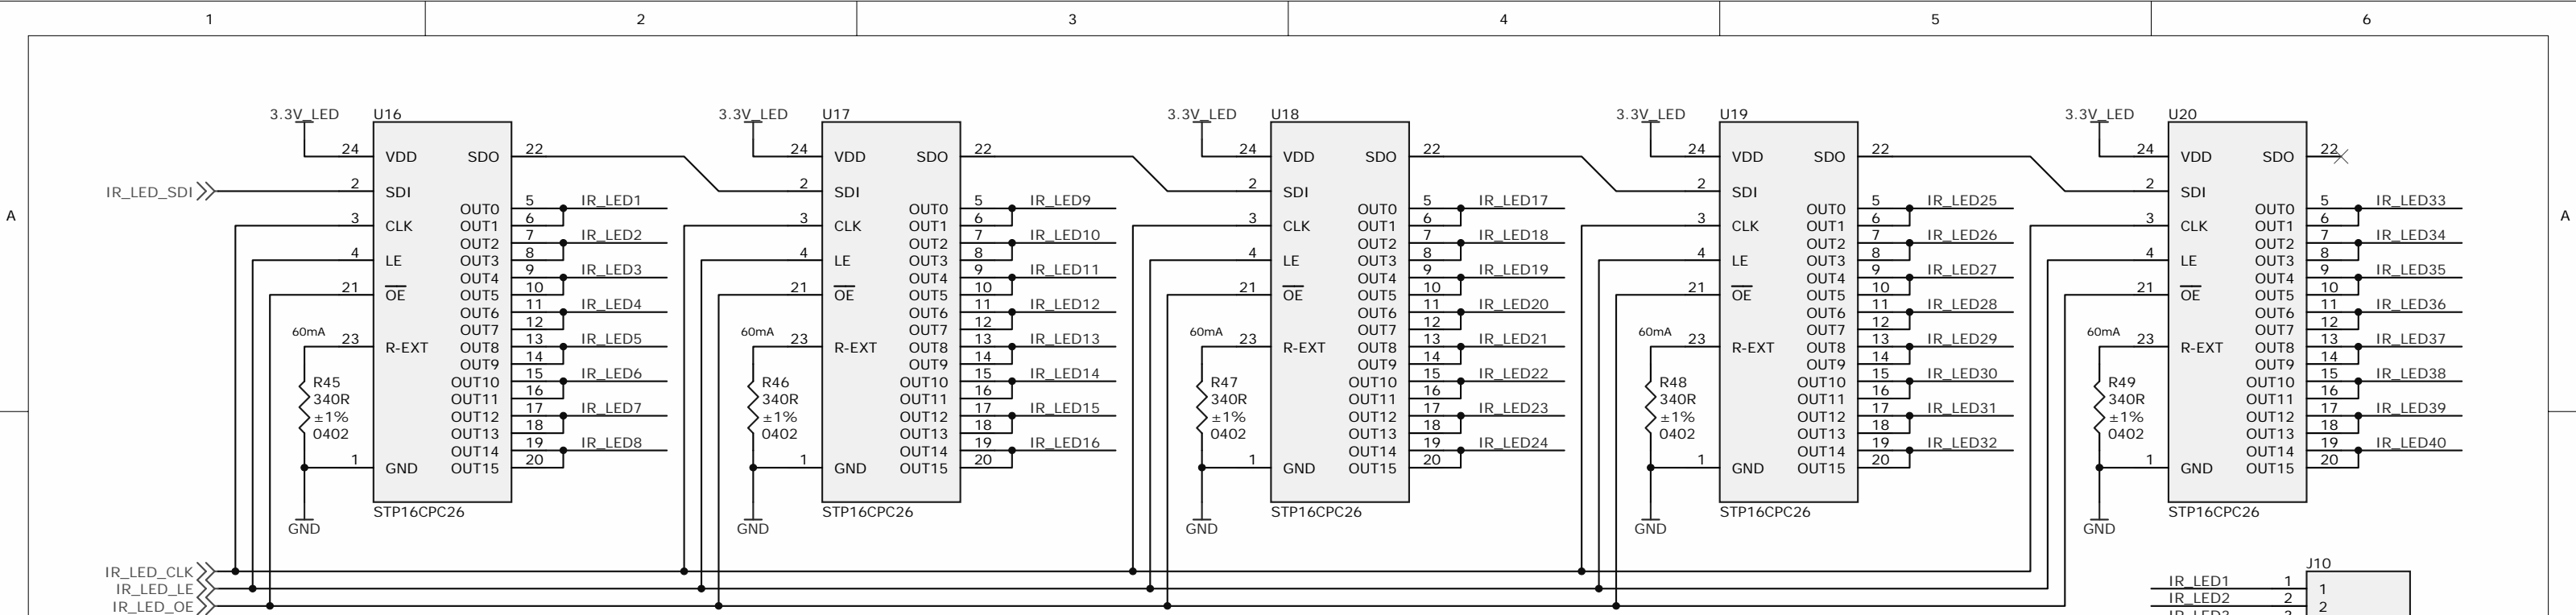 1 2 3 4 5 6
3.3V_LED U16 3.3V_LED U17 3.3V_LED U18 3.3V_LED U19 3.3V_LED U20
24 VDD SDO 22 24 VDD SDO 22 24 VDD SDO 22 24 VDD SDO 22 24 VDD SDO 22
IR_LED_SDI 2 SDI 2 SDI 2 SDI 2 SDI 2 SDI
OUT0 5 IR_LED1 OUT0 5 IR_LED9 OUT0 5 IR_LED17 OUT0 5 IR_LED25 OUT0 5 IR_LED33
A 3 CLK OUT1 6 3 CLK OUT1 6 3 CLK OUT1 6 3 CLK OUT1 6 3 CLK OUT1 6 A
OUT2 7 IR_LED2 OUT2 7 IR_LED10 OUT2 7 IR_LED18 OUT2 7 IR_LED26 OUT2 7 IR_LED34
4 LE OUT3 8 4 LE OUT3 8 4 LE OUT3 8 4 LE OUT3 8 4 LE OUT3 8
OUT4 9 IR_LED3 OUT4 9 IR_LED11 OUT4 9 IR_LED19 OUT4 9 IR_LED27 OUT4 9 IR_LED35
21 OE OUT5 10 21 OE OUT5 10 21 OE OUT5 10 21 OE OUT5 10 21 OE OUT5 10
OUT6 11 IR_LED4 OUT6 11 IR_LED12 OUT6 11 IR_LED20 OUT6 11 IR_LED28 OUT6 11 IR_LED36
60mA OUT7 12 60mA OUT7 12 60mA OUT7 12 60mA OUT7 12 60mA OUT7 12
23 R-EXT OUT8 13 IR_LED5 23 R-EXT OUT8 13 IR_LED13 23 R-EXT OUT8 13 IR_LED21 23 R-EXT OUT8 13 IR_LED29 23 R-EXT OUT8 13 IR_LED37
OUT9 14 OUT9 14 OUT9 14 OUT9 14 OUT9 14
R45 OUT10 15 IR_LED6 R46 OUT10 15 IR_LED14 R47 OUT10 15 IR_LED22 R48 OUT10 15 IR_LED30 R49 OUT10 15 IR_LED38
340R OUT11 16 340R OUT11 16 340R OUT11 16 340R OUT11 16 340R OUT11 16
±1% OUT12 17 IR_LED7 ±1% OUT12 17 IR_LED15 ±1% OUT12 17 IR_LED23 ±1% OUT12 17 IR_LED31 ±1% OUT12 17 IR_LED39
0402 OUT13 18 0402 OUT13 18 0402 OUT13 18 0402 OUT13 18 0402 OUT13 18
OUT14 19 IR_LED8 OUT14 19 IR_LED16 OUT14 19 IR_LED24 OUT14 19 IR_LED32 OUT14 19 IR_LED40
1 GND OUT15 20 1 GND OUT15 20 1 GND OUT15 20 1 GND OUT15 20 1 GND OUT15 20
STP16CPC26 STP16CPC26 STP16CPC26 STP16CPC26 STP16CPC26
GND GND GND GND GND
J10
IR_LED_CLK
IR_LED1 1 1
IR_LED_LE
IR_LED2 2 2
IR_LED_OE